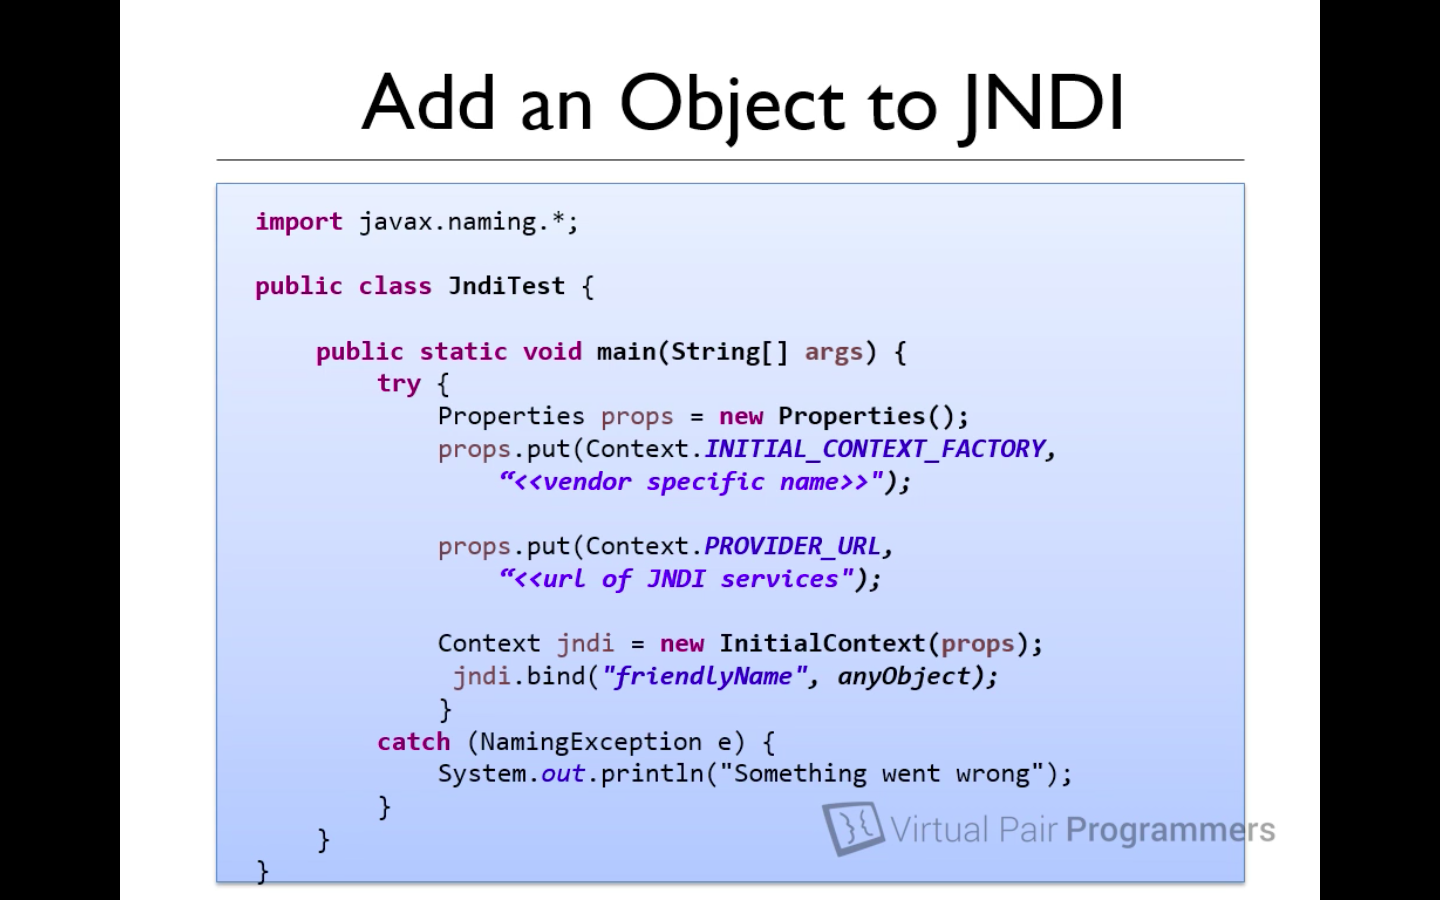 Add an Object to JNDI
import javax.naming.*;
public class JndiTest {
public static void main(String[] args) {
try {
Properties props = new Properties();
props.put(Context.INITIAL_CONTEXT_FACTORY,
“<<vendor specific name>>");
props.put(Context.PROVIDER_URL,
“<<url of JNDI services");
Context jndi = new InitialContext(props);
jndi.bind("friendlyName", anyObject);
}
catch (NamingException e) {
System.out.println("Something went wrong");
}
}
}
Virtual Pair Programmers